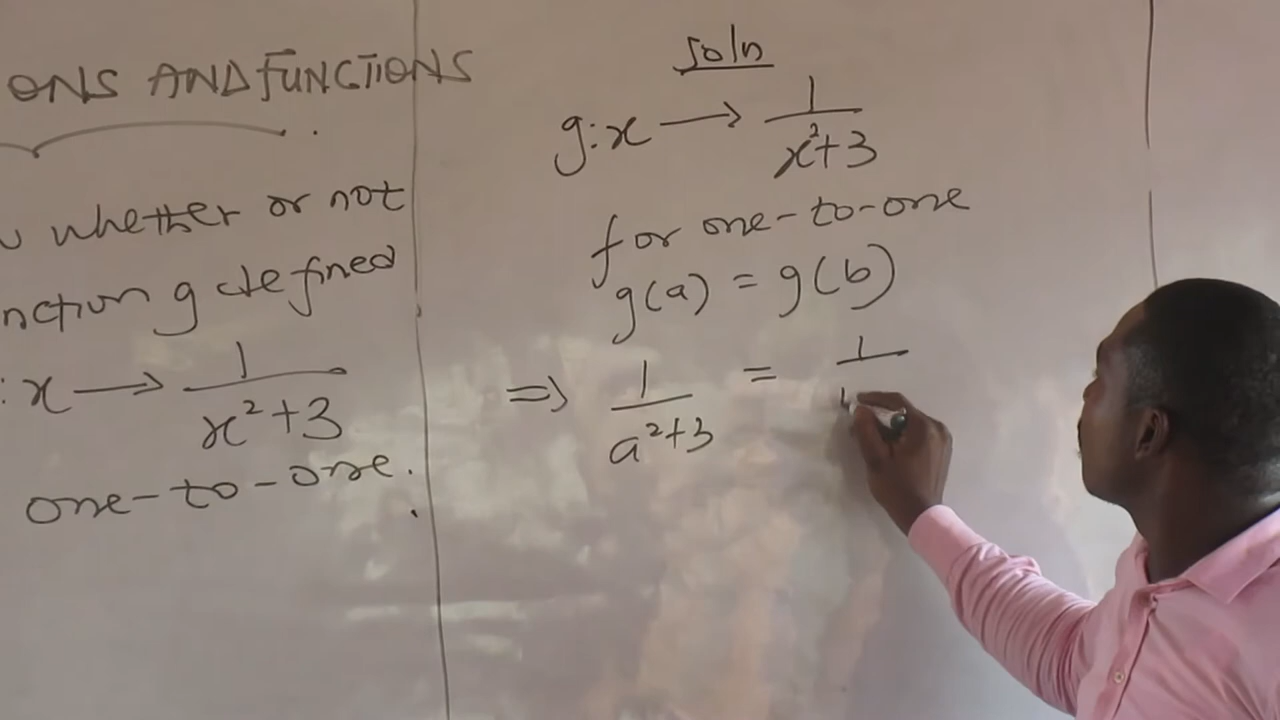 ONS AND FUNCTIONS
whether or not
nction g defined
: x → 1/(x²+3)
one-to-one.
Soln
g: x → 1/(x²+3)
for one-to-one
g(a) = g(b)
⇒ 1/(a²+3) = 1/